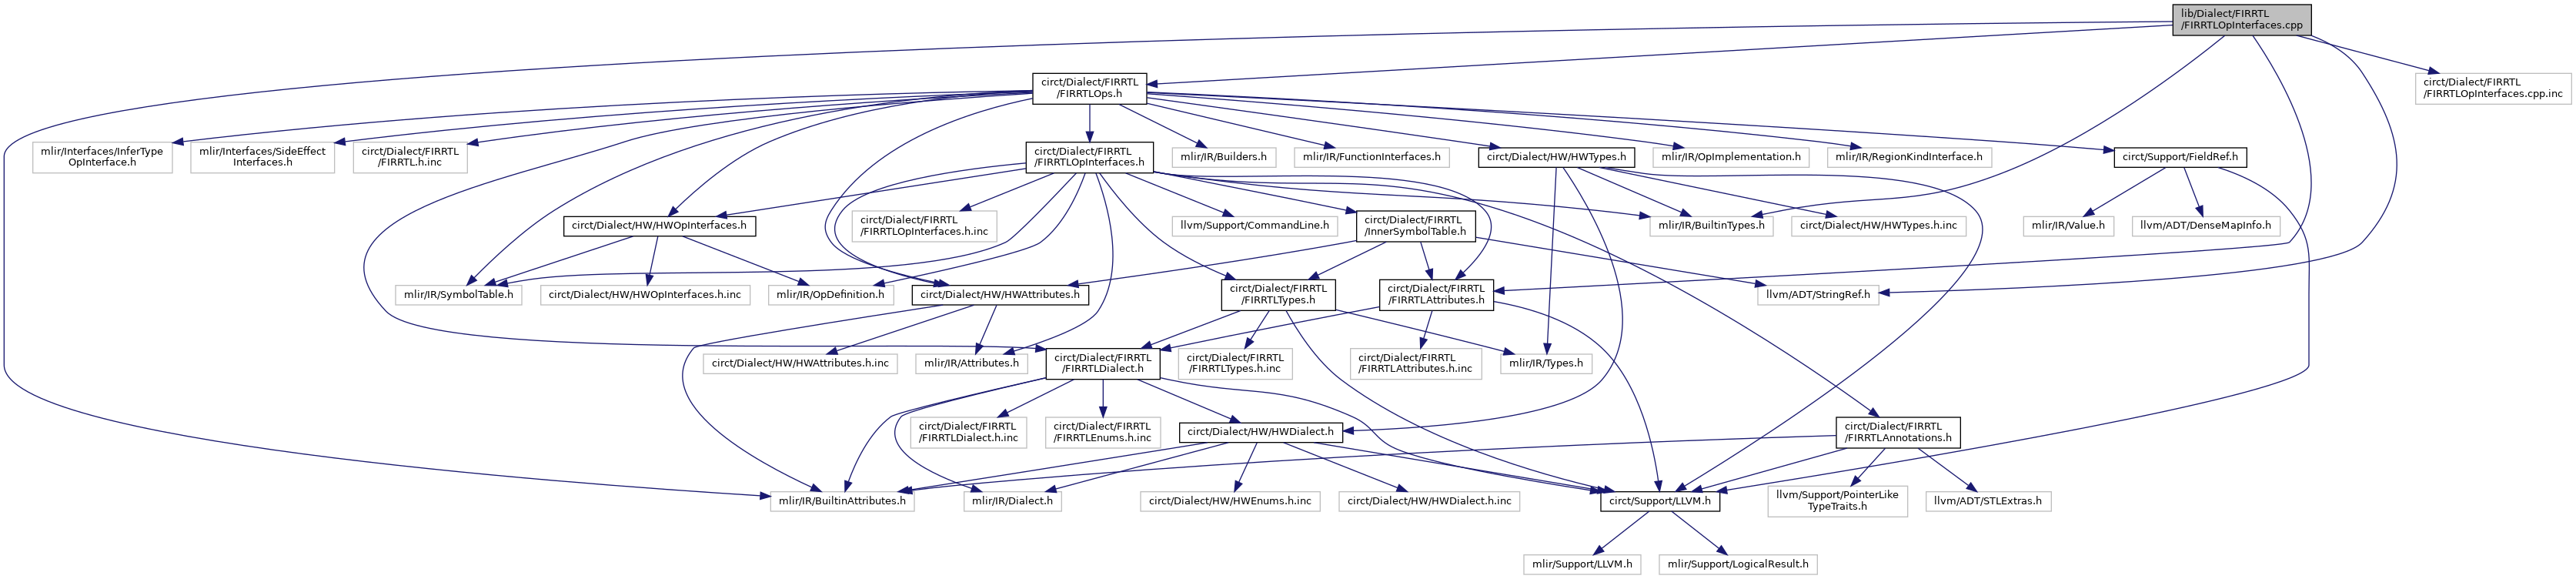 lib/Dialect/FIRRTL
/FIRRTLOpInterfaces.cpp
circt/Dialect/FIRRTL
/FIRRTLOps.h
circt/Dialect/FIRRTL
/FIRRTLOpInterfaces.cpp.inc
mlir/Interfaces/InferType
OpInterface.h
mlir/Interfaces/SideEffect
Interfaces.h
circt/Dialect/FIRRTL
/FIRRTL.h.inc
circt/Dialect/FIRRTL
/FIRRTLOpInterfaces.h
mlir/IR/Builders.h
mlir/IR/FunctionInterfaces.h
circt/Dialect/HW/HWTypes.h
mlir/IR/OpImplementation.h
mlir/IR/RegionKindInterface.h
circt/Support/FieldRef.h
circt/Dialect/HW/HWOpInterfaces.h
circt/Dialect/FIRRTL
/FIRRTLOpInterfaces.h.inc
llvm/Support/CommandLine.h
circt/Dialect/FIRRTL
/InnerSymbolTable.h
mlir/IR/BuiltinTypes.h
circt/Dialect/HW/HWTypes.h.inc
mlir/IR/Value.h
llvm/ADT/DenseMapInfo.h
mlir/IR/SymbolTable.h
circt/Dialect/HW/HWOpInterfaces.h.inc
mlir/IR/OpDefinition.h
circt/Dialect/HW/HWAttributes.h
circt/Dialect/FIRRTL
/FIRRTLTypes.h
circt/Dialect/FIRRTL
/FIRRTLAttributes.h
llvm/ADT/StringRef.h
circt/Dialect/HW/HWAttributes.h.inc
mlir/IR/Attributes.h
circt/Dialect/FIRRTL
/FIRRTLDialect.h
circt/Dialect/FIRRTL
/FIRRTLTypes.h.inc
circt/Dialect/FIRRTL
/FIRRTLAttributes.h.inc
mlir/IR/Types.h
circt/Dialect/FIRRTL
/FIRRTLDialect.h.inc
circt/Dialect/FIRRTL
/FIRRTLEnums.h.inc
circt/Dialect/HW/HWDialect.h
circt/Dialect/FIRRTL
/FIRRTLAnnotations.h
mlir/IR/BuiltinAttributes.h
mlir/IR/Dialect.h
circt/Dialect/HW/HWEnums.h.inc
circt/Dialect/HW/HWDialect.h.inc
circt/Support/LLVM.h
llvm/Support/PointerLike
TypeTraits.h
llvm/ADT/STLExtras.h
mlir/Support/LLVM.h
mlir/Support/LogicalResult.h